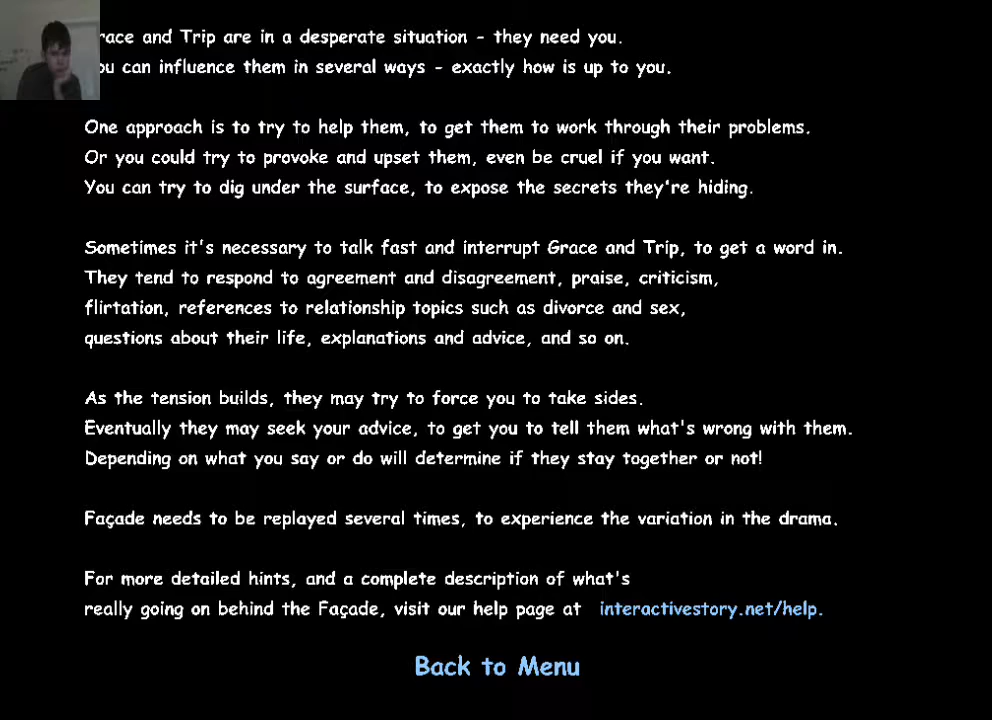 race and Trip are in a desperate situation - they need you.
ou can influence them in several ways - exactly how is up to you.
One approach is to try to help them, to get them to work through their problems.
Or you could try to provoke and upset them, even be cruel if you want.
You can try to dig under the surface, to expose the secrets they're hiding.
Sometimes it's necessary to talk fast and interrupt Grace and Trip, to get a word in.
They tend to respond to agreement and disagreement, praise, criticism,
flirtation, references to relationship topics such as divorce and sex,
questions about their life, explanations and advice, and so on.
As the tension builds, they may try to force you to take sides.
Eventually they may seek your advice, to get you to tell them what's wrong with them.
Depending on what you say or do will determine if they stay together or not!
Façade needs to be replayed several times, to experience the variation in the drama.
For more detailed hints, and a complete description of what's
really going on behind the Façade, visit our help page at interactivestory.net/help.
Back to Menu